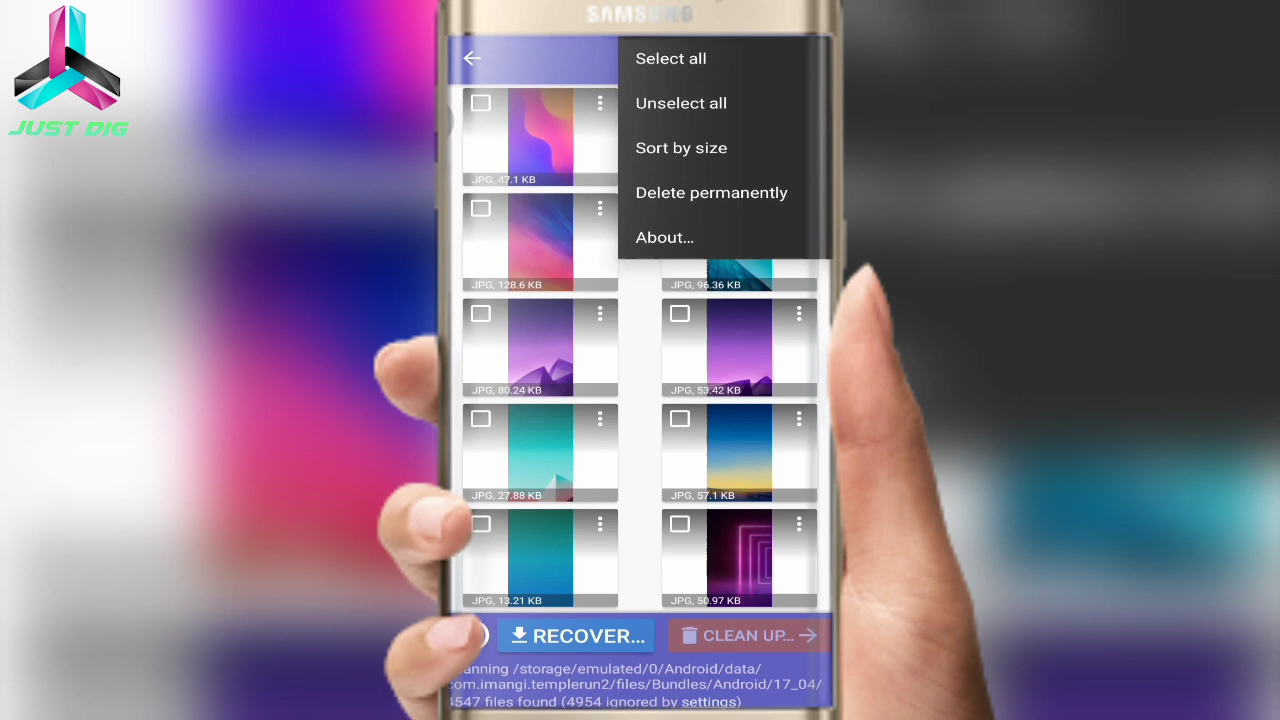 SAMSUNG
JUST DIG
Select all
Unselect all
Sort by size
Delete permanently
About...
JPG, 47.1 KB
JPG, 128.6 KB
JPG, 96.36 KB
JPG, 80.24 KB
JPG, 53.42 KB
JPG, 27.88 KB
JPG, 57.1 KB
JPG, 13.21 KB
JPG, 50.97 KB
RECOVER...
CLEAN UP...
/storage/emulated/0/Android/data/
com.imangi.templerun2/files/Bundles/Android/17_04/
files found (4954 ignored by settings)